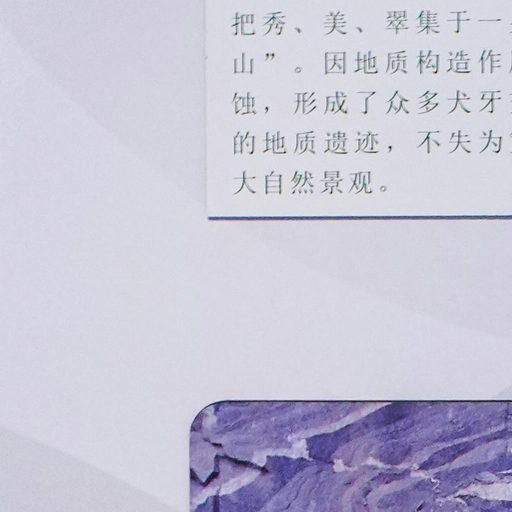 把秀、美、翠集于一
山”。因地质构造作
蚀，形成了众多犬牙
的地质遗迹，不失为
大自然景观。